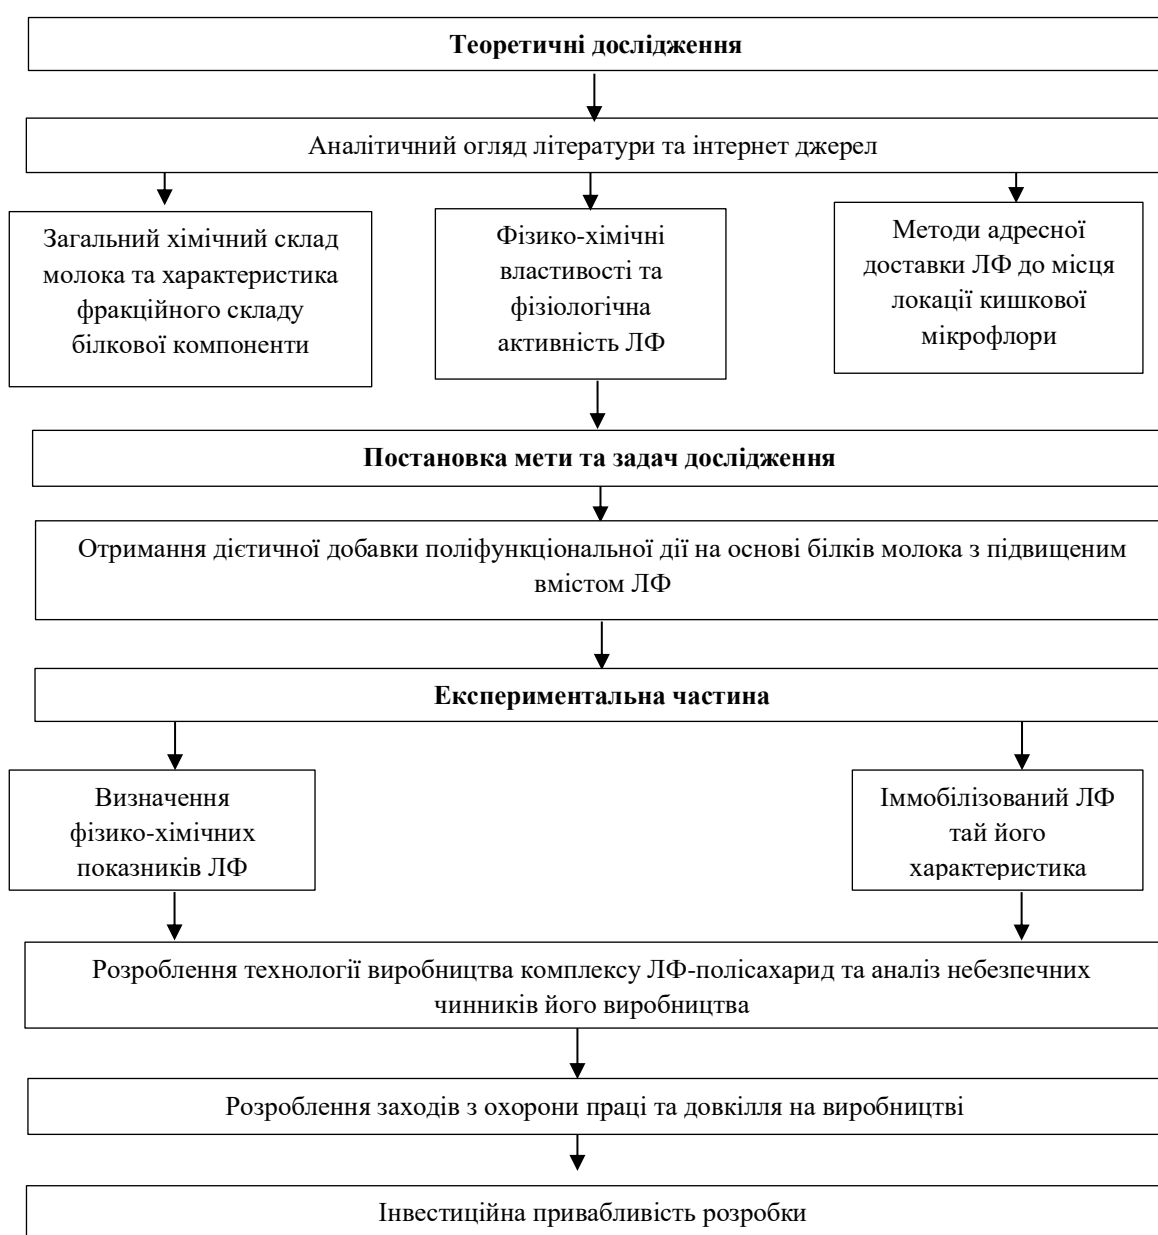 Теоретичні дослідження
Аналітичний огляд літератури та інтернет джерел
Загальний хімічний склад
молока та характеристика
фракційного складу
білкової компоненти
Фізико-хімічні
властивості та
фізіологічна
активність ЛФ
Методи адресної
доставки ЛФ до місця
локації кишкової
мікрофлори
Постановка мети та задач дослідження
Отримання дієтичної добавки поліфункціональної дії на основі білків молока з підвищеним
вмістом ЛФ
Експериментальна частина
Визначення
фізико-хімічних
показників ЛФ
Іммобілізований ЛФ
тай його
характеристика
Розроблення технології виробництва комплексу ЛФ-полісахарид та аналіз небезпечних
чинників його виробництва
Розроблення заходів з охорони праці та довкілля на виробництві
Інвестиційна привабливість розробки